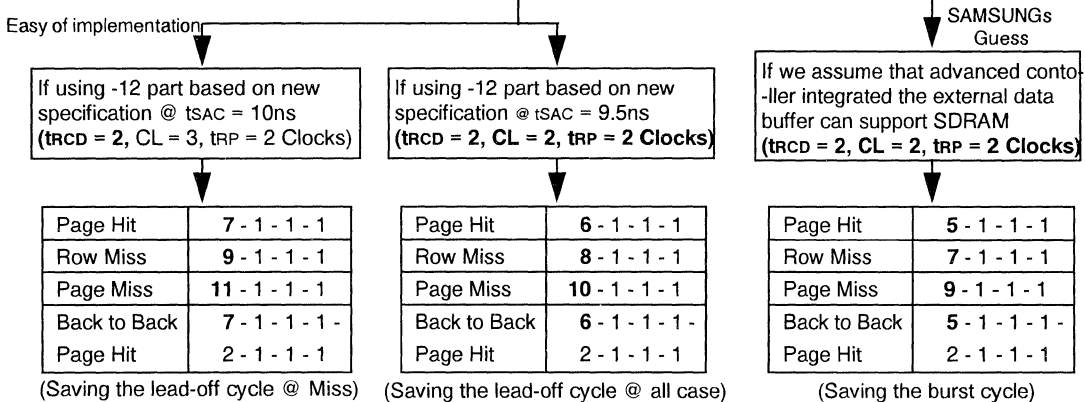 Easy of implementation
SAMSUNGs
Guess
If using -12 part based on new
specification @ tSAC = 10ns
(tRCD = 2, CL = 3, tRP = 2 Clocks)
If using -12 part based on new
specification @ tSAC = 9.5ns
(tRCD = 2, CL = 2, tRP = 2 Clocks)
If we assume that advanced conto-
-ller integrated the external data
buffer can support SDRAM
(tRCD = 2, CL = 2, tRP = 2 Clocks)
Page Hit 7 - 1 - 1 - 1
Row Miss 9 - 1 - 1 - 1
Page Miss 11 - 1 - 1 - 1
Back to Back 7 - 1 - 1 - 1 -
Page Hit 2 - 1 - 1 - 1
(Saving the lead-off cycle @ Miss)
Page Hit 6 - 1 - 1 - 1
Row Miss 8 - 1 - 1 - 1
Page Miss 10 - 1 - 1 - 1
Back to Back 6 - 1 - 1 - 1 -
Page Hit 2 - 1 - 1 - 1
(Saving the lead-off cycle @ all case)
Page Hit 5 - 1 - 1 - 1
Row Miss 7 - 1 - 1 - 1
Page Miss 9 - 1 - 1 - 1
Back to Back 5 - 1 - 1 - 1 -
Page Hit 2 - 1 - 1 - 1
(Saving the burst cycle)